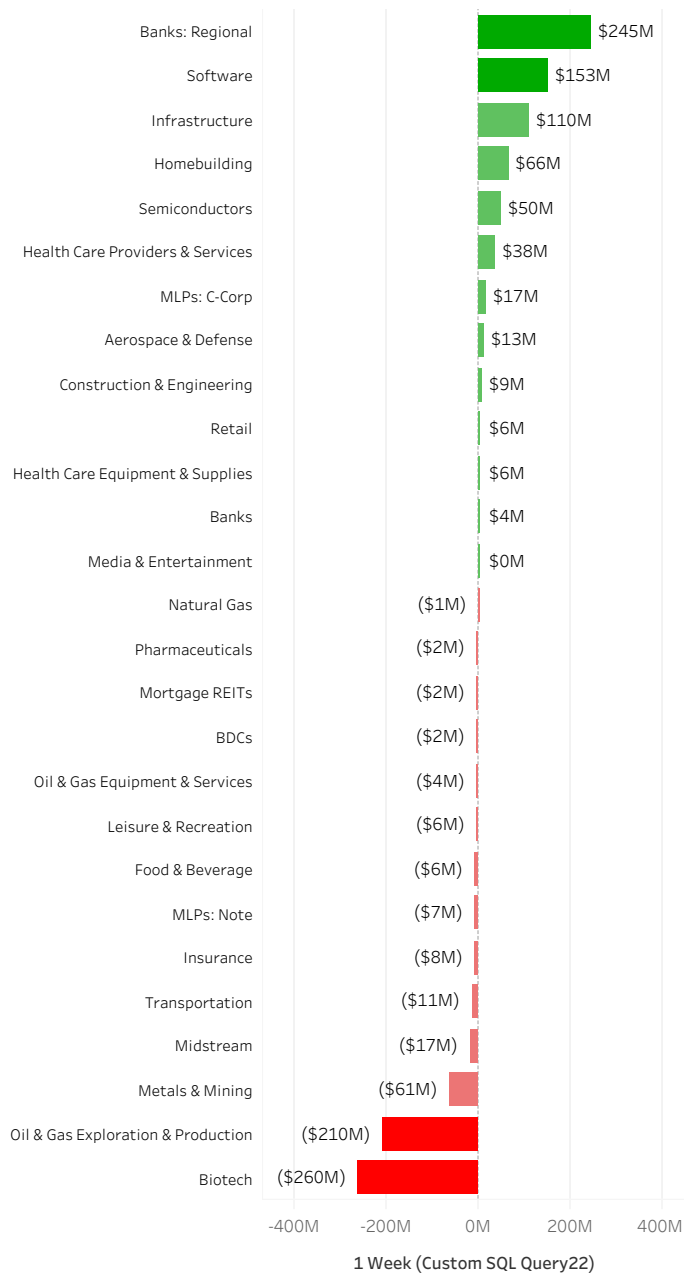 Banks: Regional $245M
Software $153M
Infrastructure $110M
Homebuilding $66M
Semiconductors $50M
Health Care Providers & Services $38M
MLPs: C-Corp $17M
Aerospace & Defense $13M
Construction & Engineering $9M
Retail $6M
Health Care Equipment & Supplies $6M
Banks $4M
Media & Entertainment $0M
Natural Gas ($1M)
Pharmaceuticals ($2M)
Mortgage REITs ($2M)
BDCs ($2M)
Oil & Gas Equipment & Services ($4M)
Leisure & Recreation ($6M)
Food & Beverage ($6M)
MLPs: Note ($7M)
Insurance ($8M)
Transportation ($11M)
Midstream ($17M)
Metals & Mining ($61M)
Oil & Gas Exploration & Production ($210M)
Biotech ($260M)
-400M -200M 0M 200M 400M
1 Week (Custom SQL Query22)